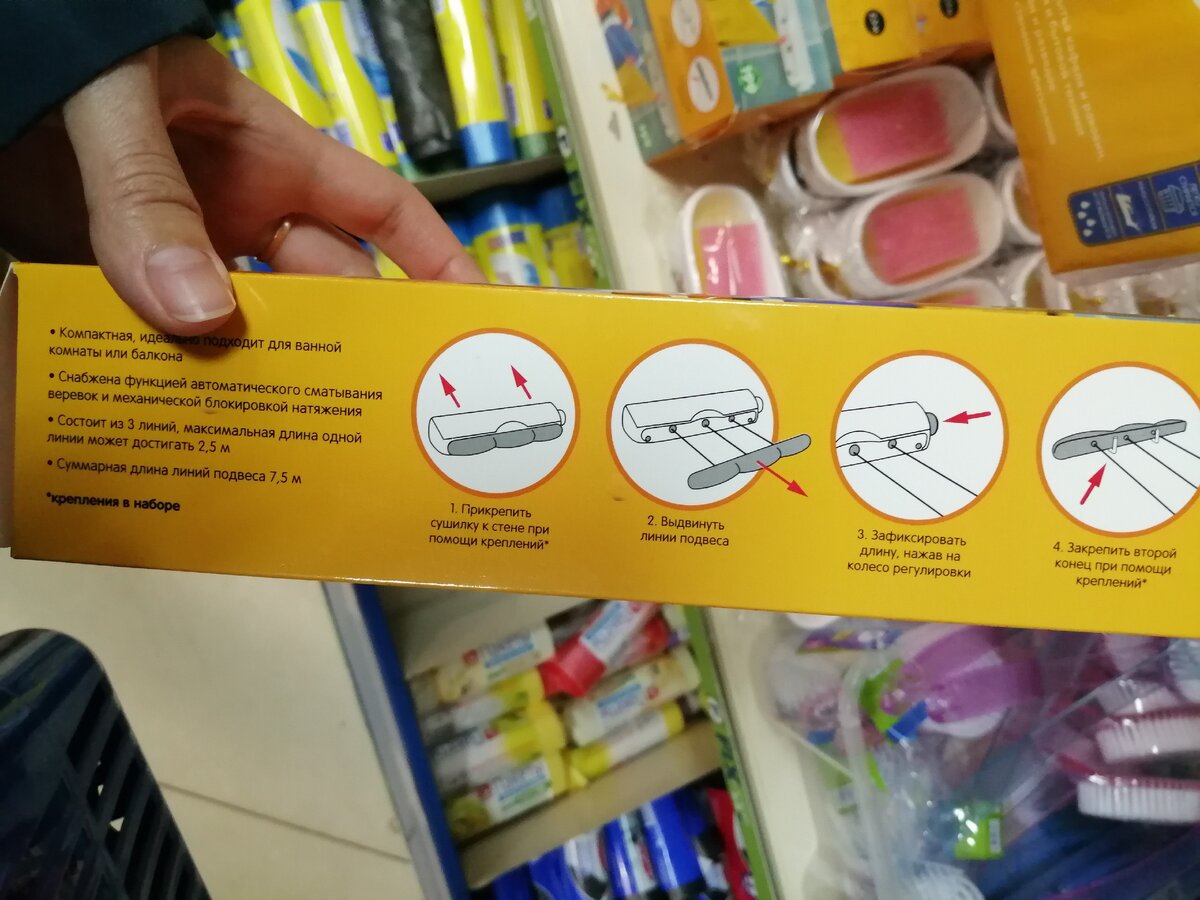 • Компактная, идеально подходит для ванной
комнаты или балкона
• Снабжена функцией автоматического сматывания
веревок и механической блокировкой натяжения
• Состоит из 3 линий, максимальная длина одной
линии может достигать 2,5 м
• Суммарная длина линий подвеса 7,5 м
*крепления в наборе
1. Прикрепить
сушилку к стене при
помощи креплений*
2. Выдвинуть
линии подвеса
3. Зафиксировать
длину, нажав на
колесо регулировки
4. Закрепить второй
конец при помощи
креплений*